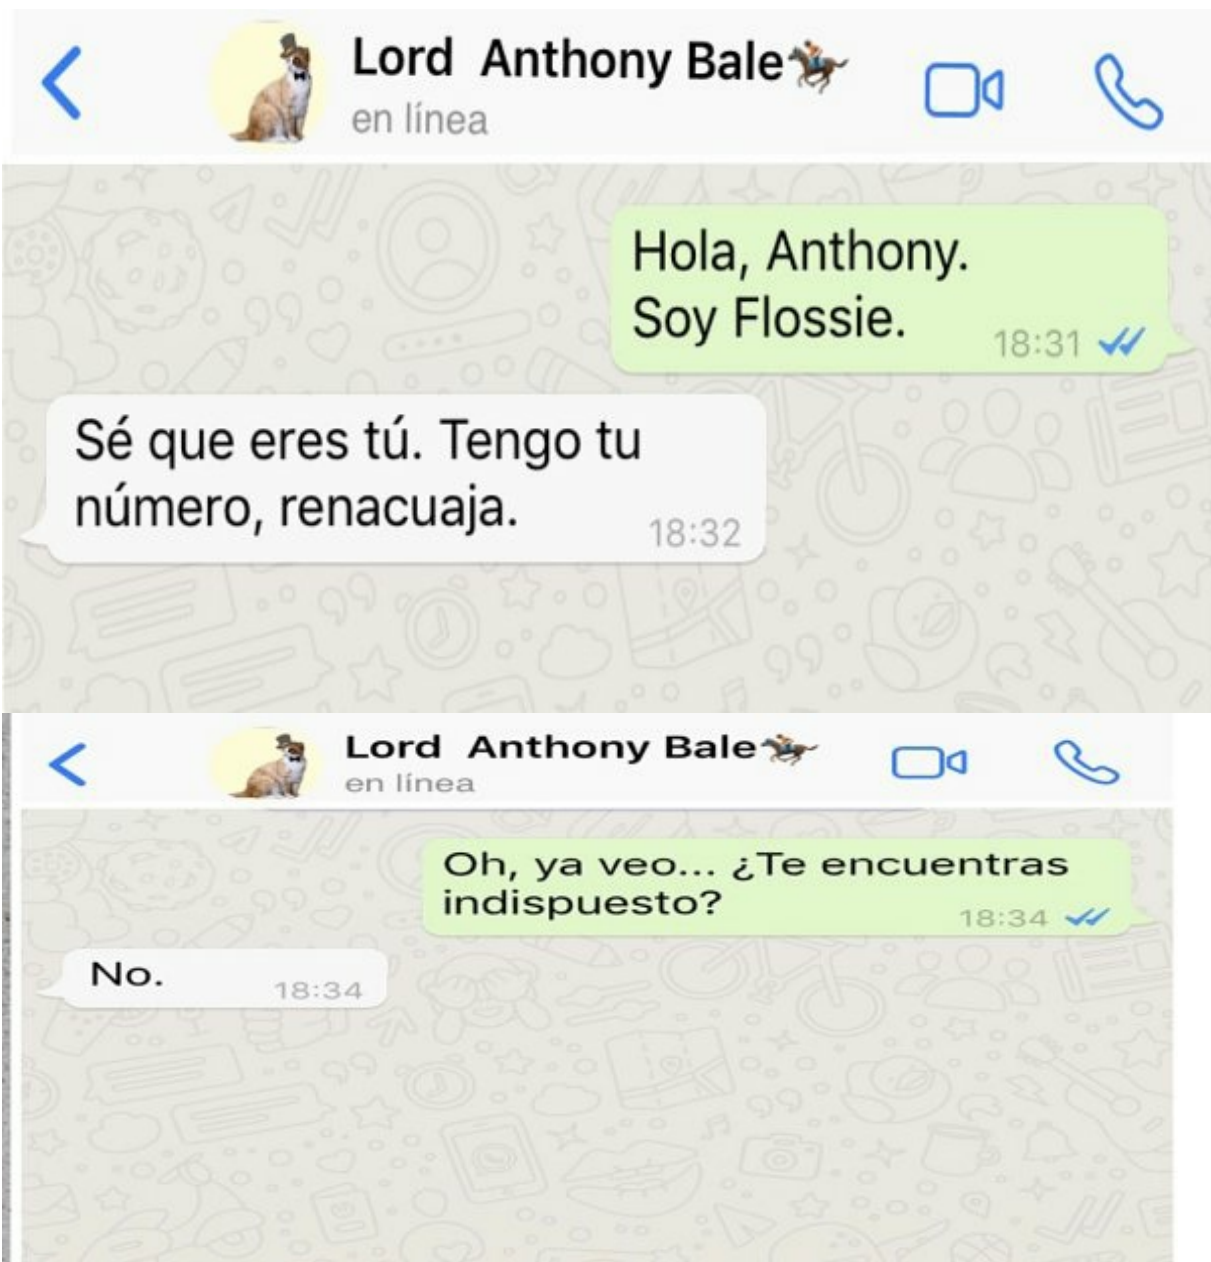 Lord Anthony Bale🏇
en línea
Hola, Anthony.
Soy Flossie.
18:31
Sé que eres tú. Tengo tu
número, renacuaja.
18:32
Lord Anthony Bale🏇
en línea
Oh, ya veo... ¿Te encuentras
indispuesto?
18:34
No.
18:34